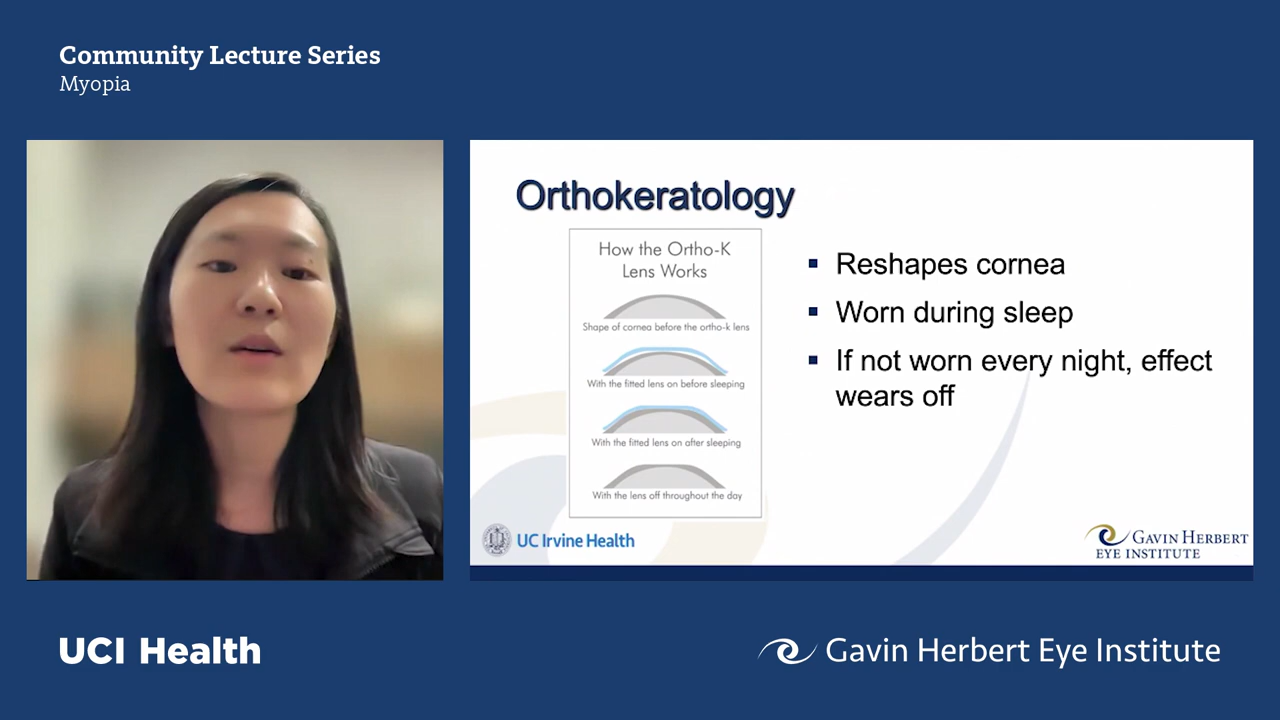 Community Lecture Series
Myopia
Orthokeratology
How the Ortho-K
Lens Works
Shape of cornea before the ortho-k lens
With the fitted lens on before sleeping
With the fitted lens on after sleeping
With the lens off throughout the day
▪ Reshapes cornea
▪ Worn during sleep
▪ If not worn every night, effect
wears off
UC Irvine Health
GAVIN HERBERT
EYE INSTITUTE
UCI Health
Gavin Herbert Eye Institute